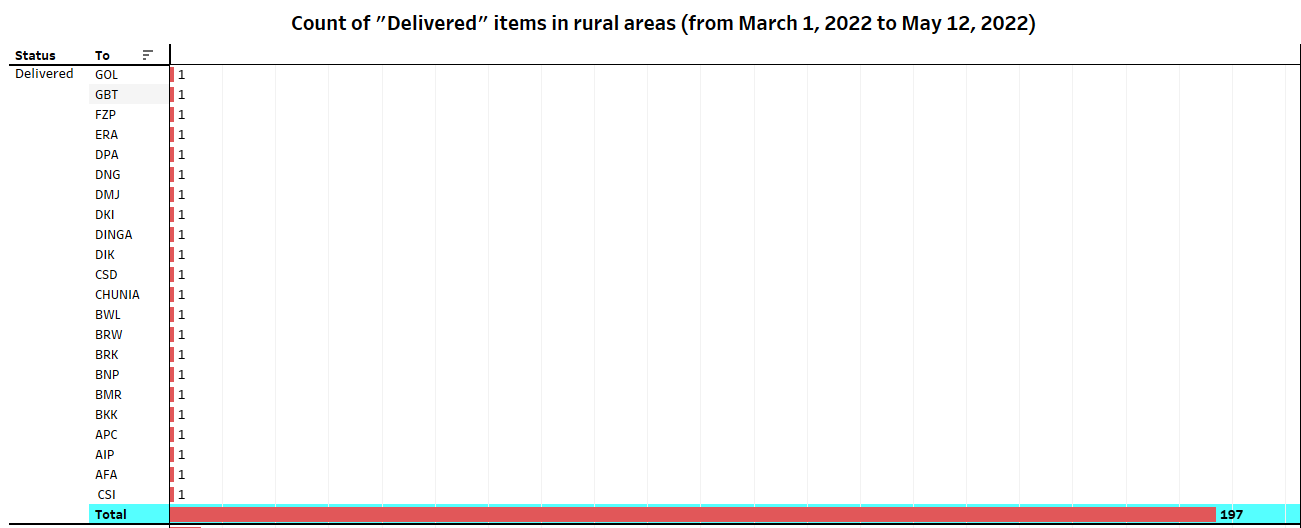 Count of "Delivered" items in rural areas (from March 1, 2022 to May 12, 2022)
Status To
Delivered GOL 1
GBT 1
FZP 1
ERA 1
DPA 1
DNG 1
DMJ 1
DKI 1
DINGA 1
DIK 1
CSD 1
CHUNIA 1
BWL 1
BRW 1
BRK 1
BNP 1
BMR 1
BKK 1
APC 1
AIP 1
AFA 1
CSI 1
Total 197